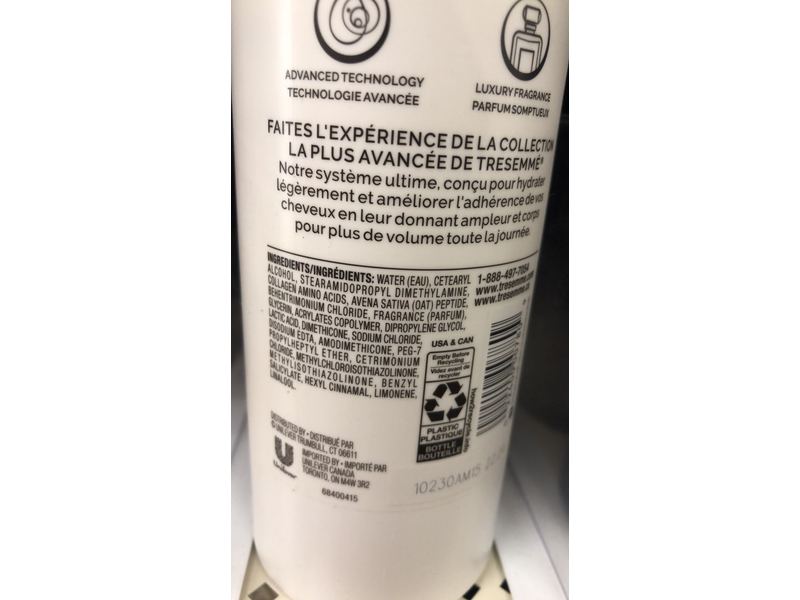 ADVANCED TECHNOLOGY
TECHNOLOGIE AVANCÉE
LUXURY FRAGRANCE
PARFUM SOMPTUEUX
FAITES L'EXPÉRIENCE DE LA COLLECTION
LA PLUS AVANCÉE DE TRESEMMÉ
Notre système ultime, conçu pour hydrater
légèrement et améliorer l'adhérence de vos
cheveux en leur donnant ampleur et corps
pour plus de volume toute la journée.
INGREDIENTS/INGRÉDIENTS: WATER (EAU), CETEARYL
ALCOHOL, STEARAMIDOPROPYL DIMETHYLAMINE,
COLLAGEN AMINO ACIDS, AVENA SATIVA (OAT) PEPTIDE,
BEHENTRIMONIUM CHLORIDE, FRAGRANCE (PARFUM),
GLYCERIN, ACRYLATES COPOLYMER, DIPROPYLENE GLYCOL,
LACTIC ACID, DIMETHICONE, SODIUM CHLORIDE,
DISODIUM EDTA, AMODIMETHICONE, PEG-7
PROPYLHEPTYL ETHER, CETRIMONIUM
CHLORIDE, METHYLCHLOROISOTHIAZOLINONE,
METHYLISOTHIAZOLINONE, BENZYL
SALICYLATE, HEXYL CINNAMAL, LIMONENE,
LINALOOL.
1-888-497-7054
www.tresemme.com
www.tresemme.ca
USA & CAN
Empty Before
Recycling
Videz avant de
recycler
PLASTIC
PLASTIQUE
BOTTLE
BOUTEILLE
how2recycle.info
DISTRIBUTED BY • DISTRIBUÉ PAR
© UNILEVER TRUMBULL, CT 06611
IMPORTED BY • IMPORTÉ PAR
UNILEVER CANADA
TORONTO, ON M4W 3R2
Unilever
68400415
10230AM15